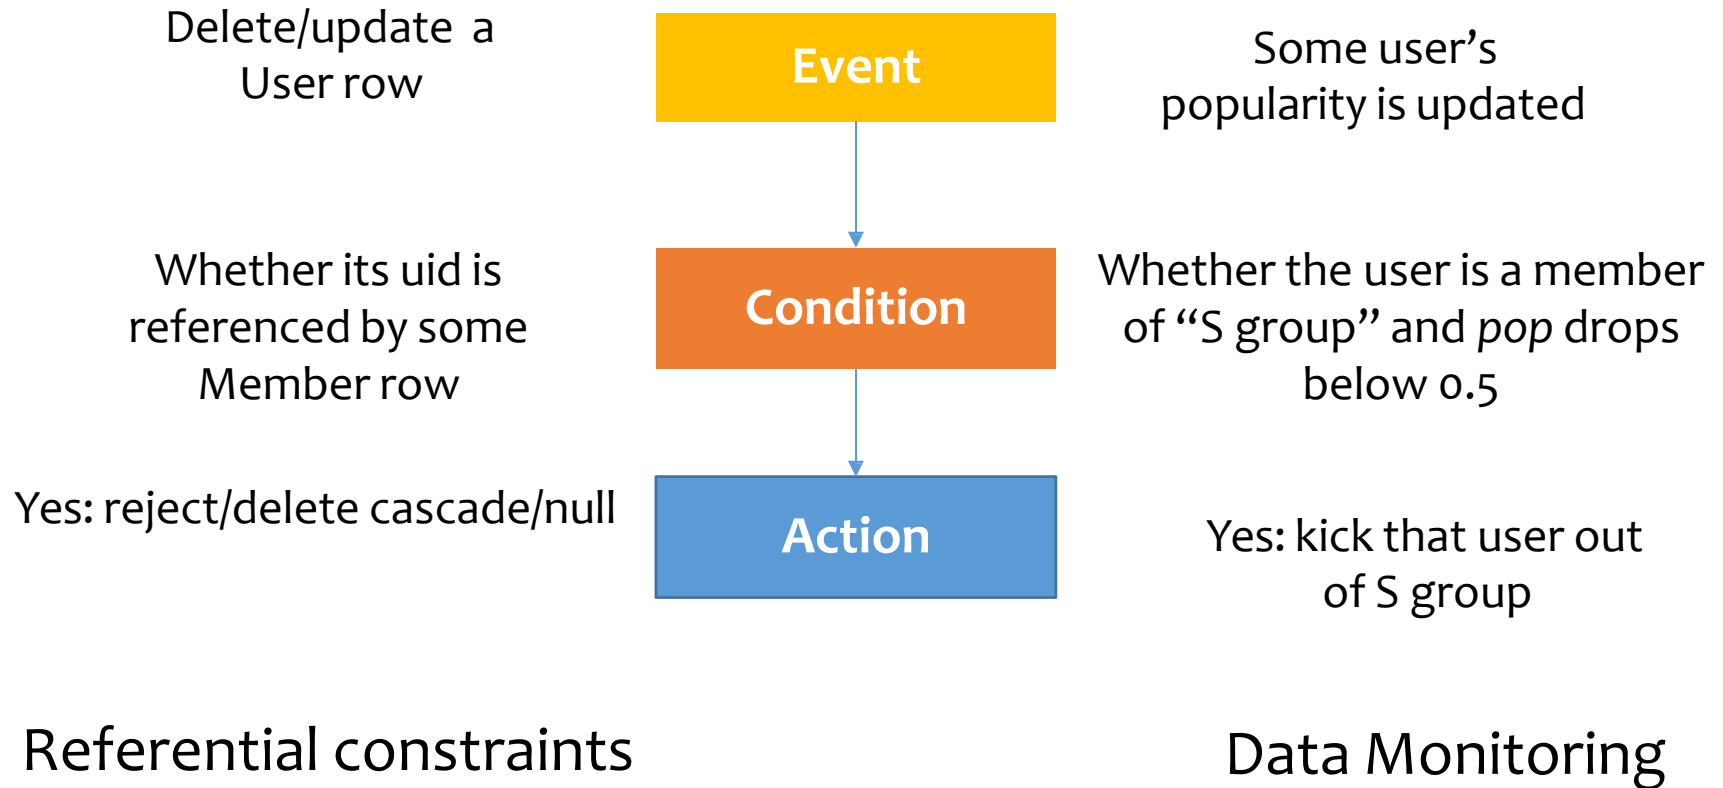 Delete/update a
User row
Event
Some user’s
popularity is updated
Whether its uid is
referenced by some
Member row
Condition
Whether the user is a member
of “S group” and pop drops
below 0.5
Yes: reject/delete cascade/null
Action
Yes: kick that user out
of S group
Referential constraints
Data Monitoring